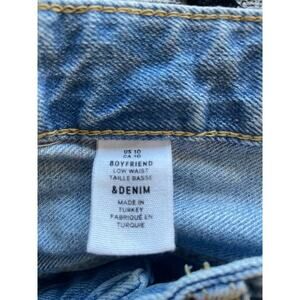 US 10
CA 10
BOYFRIEND
LOW WAIST
TAILLE BASSE
&DENIM
MADE IN
TURKEY
FABRIQUÉ EN
TURQUIE